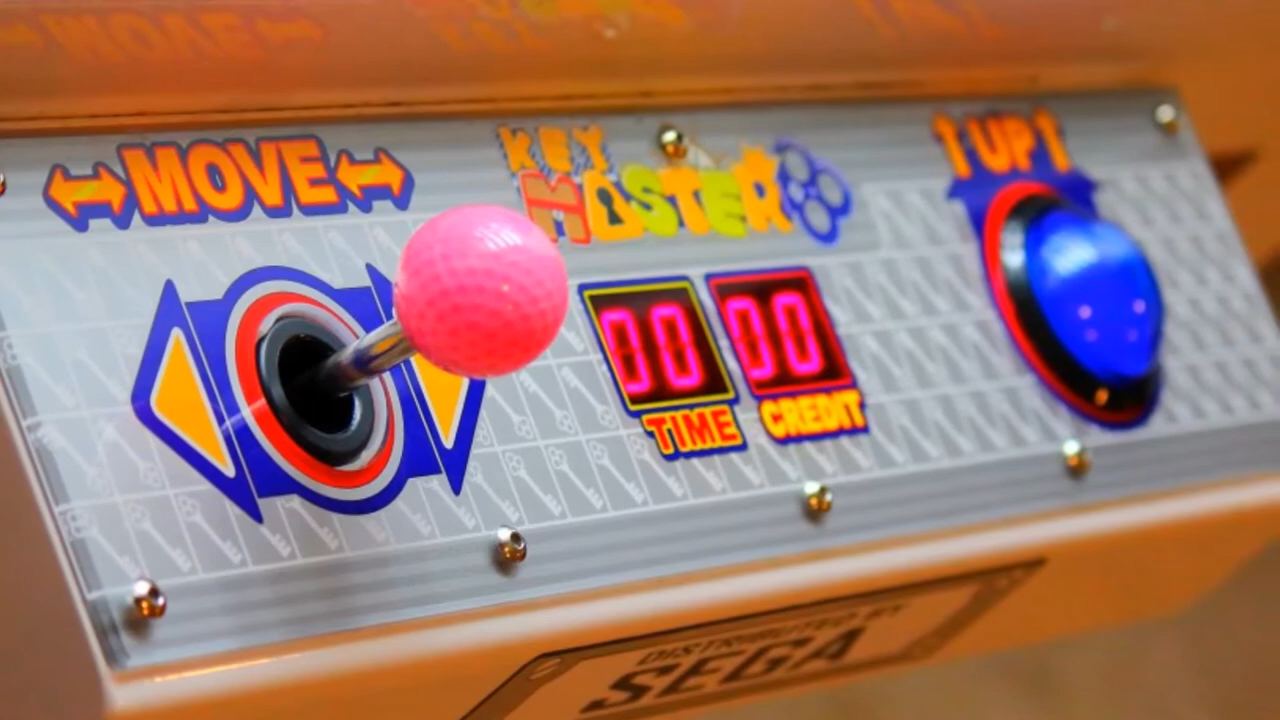 MOVE
KEY
MASTER
1 UP 1
00 00
TIME CREDIT
DISTRIBUTED BY
SEGA